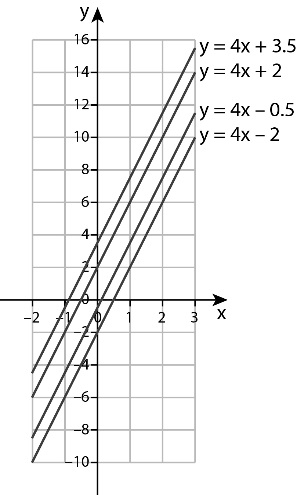 y
16
y = 4x + 3.5
14
y = 4x + 2
12
y = 4x – 0.5
10
y = 4x – 2
8
6
4
2
0
–2 –1 0 1 2 3 x
–2
–4
–6
–8
–10